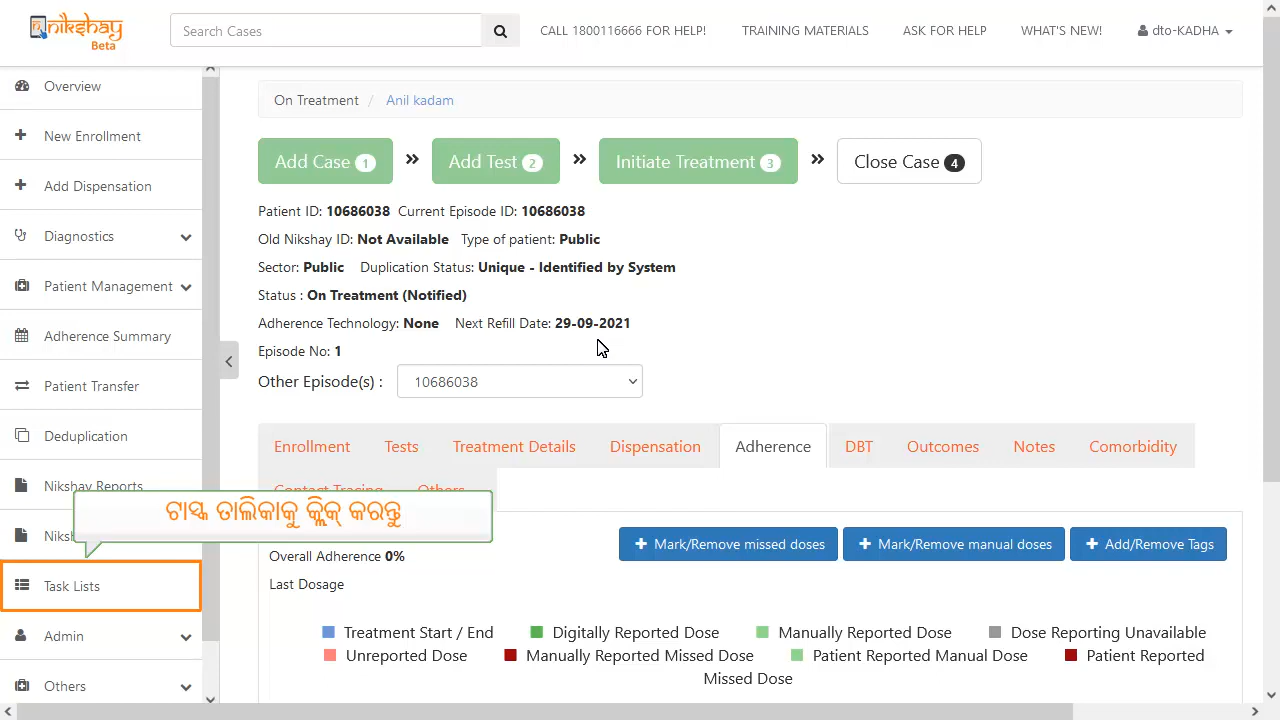 nikshay
Beta
Search Cases
CALL 1800116666 FOR HELP!
TRAINING MATERIALS
ASK FOR HELP
WHAT'S NEW!
dto-KADHA
Overview
New Enrollment
Add Dispensation
Diagnostics
Patient Management
Adherence Summary
Patient Transfer
Deduplication
Nikshay Reports
Task Lists
Admin
Others
ଟାସ୍କ ତାଲିକାକୁ କ୍ଲିକ୍ କରନ୍ତୁ
On Treatment / Anil kadam
Add Case 1 » Add Test 2 » Initiate Treatment 3 » Close Case 4
Patient ID: 10686038 Current Episode ID: 10686038
Old Nikshay ID: Not Available Type of patient: Public
Sector: Public Duplication Status: Unique - Identified by System
Status : On Treatment (Notified)
Adherence Technology: None Next Refill Date: 29-09-2021
Episode No: 1
Other Episode(s) : 10686038
Enrollment Tests Treatment Details Dispensation Adherence DBT Outcomes Notes Comorbidity
Contact Tracing Others
Mark/Remove missed doses Mark/Remove manual doses Add/Remove Tags
Overall Adherence 0%
Last Dosage
Treatment Start / End Digitally Reported Dose Manually Reported Dose Dose Reporting Unavailable
Unreported Dose Manually Reported Missed Dose Patient Reported Manual Dose Patient Reported
Missed Dose